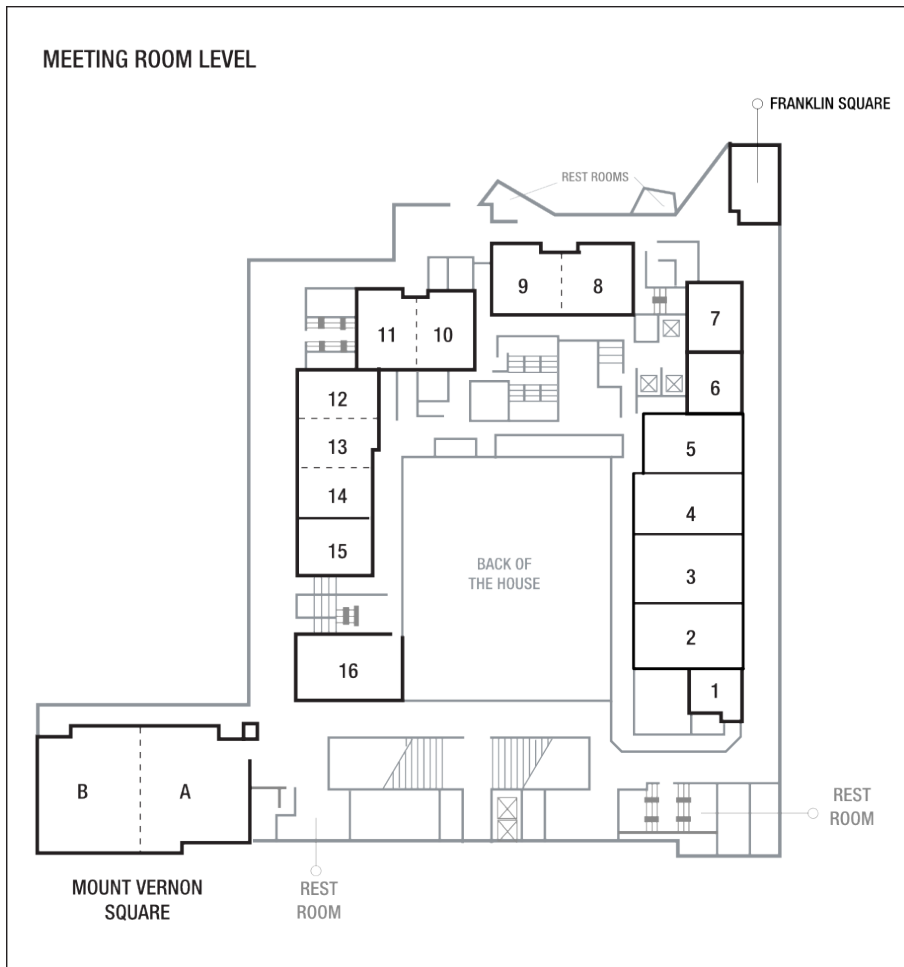 MEETING ROOM LEVEL
FRANKLIN SQUARE
REST ROOMS
9
8
7
11
10
6
12
5
13
14
4
15
BACK OF
THE HOUSE
3
2
16
1
B
A
REST
ROOM
MOUNT VERNON
SQUARE
REST
ROOM